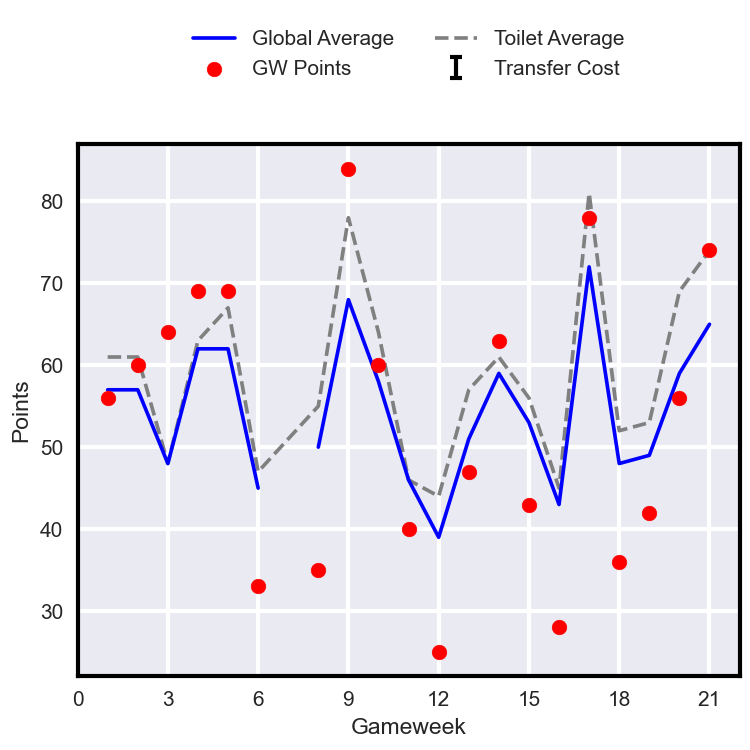 Global Average
Toilet Average
GW Points
Transfer Cost
80
70
60
50
40
30
Points
0 3 6 9 12 15 18 21
Gameweek